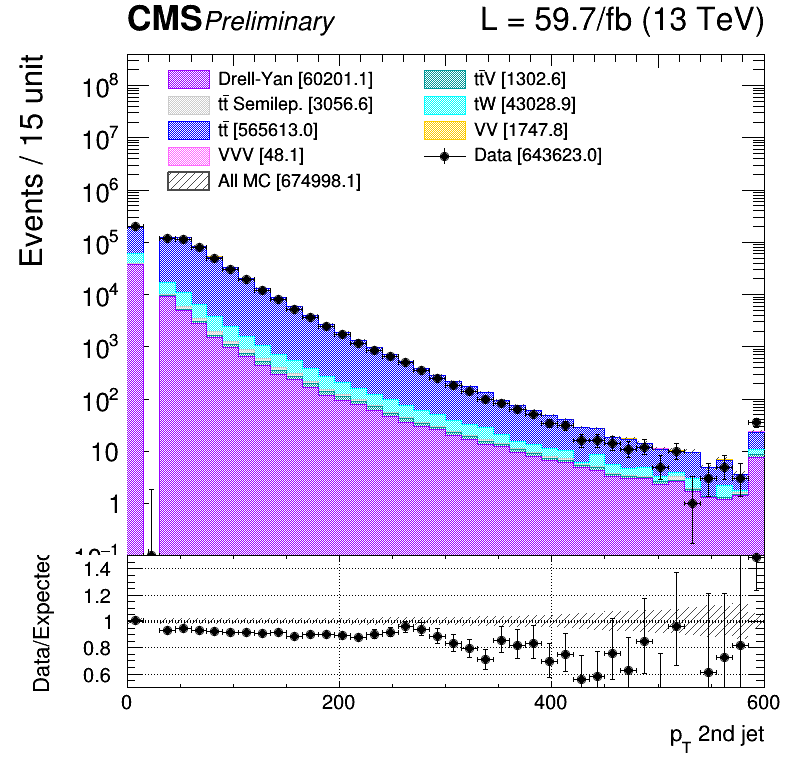 CMS Preliminary L = 59.7/fb (13 TeV)
Events / 15 unit
Drell-Yan [60201.1] tt̄V [1302.6]
tt̄ Semilep. [3056.6] tW [43028.9]
tt̄ [565613.0] VV [1747.8]
VVV [48.1] Data [643623.0]
All MC [674998.1]
10⁸
10⁷
10⁶
10⁵
10⁴
10³
10²
10
1
10⁻¹
Data/Expected
1.4
1.2
1
0.8
0.6
0 200 400 600
p_T 2nd jet